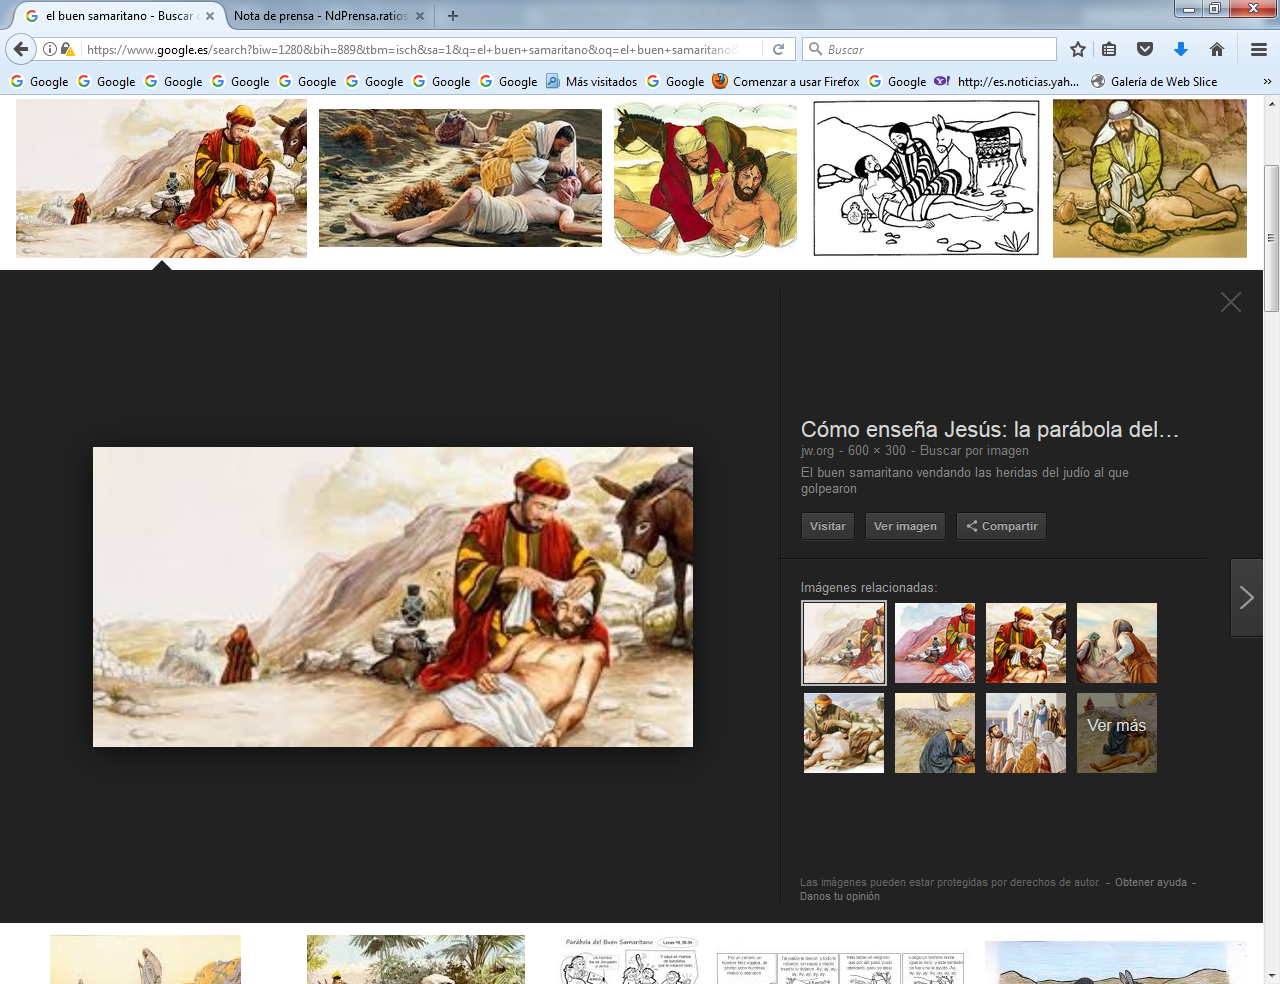 el buen samaritano - Buscar
Nota de prensa - NdPrensa.ratios
https://www.google.es/search?biw=1280&bih=889&tbm=isch&sa=1&q=el+buen+samaritano&oq=el+buen+samaritano&
Buscar
Google Google Google Google Google Google Google Google Más visitados Google Comenzar a usar Firefox Google http://es.noticias.yah... Galería de Web Slice »
Cómo enseña Jesús: la parábola del...
jw.org - 600 × 300 - Buscar por imagen
El buen samaritano vendando las heridas del judío al que
golpearon
Visitar Ver imagen Compartir
Imágenes relacionadas:
Ver más
Las imágenes pueden estar protegidas por derechos de autor. - Obtener ayuda -
Danos tu opinión
Parábola del Buen Samaritano